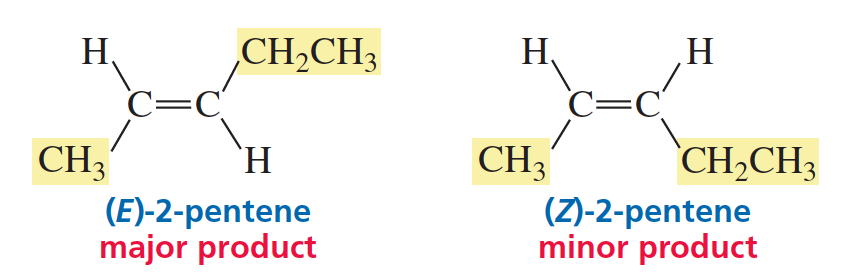 H CH₂CH₃ H H
C=C C=C
CH₃ H CH₃ CH₂CH₃
(E)-2-pentene (Z)-2-pentene
major product minor product